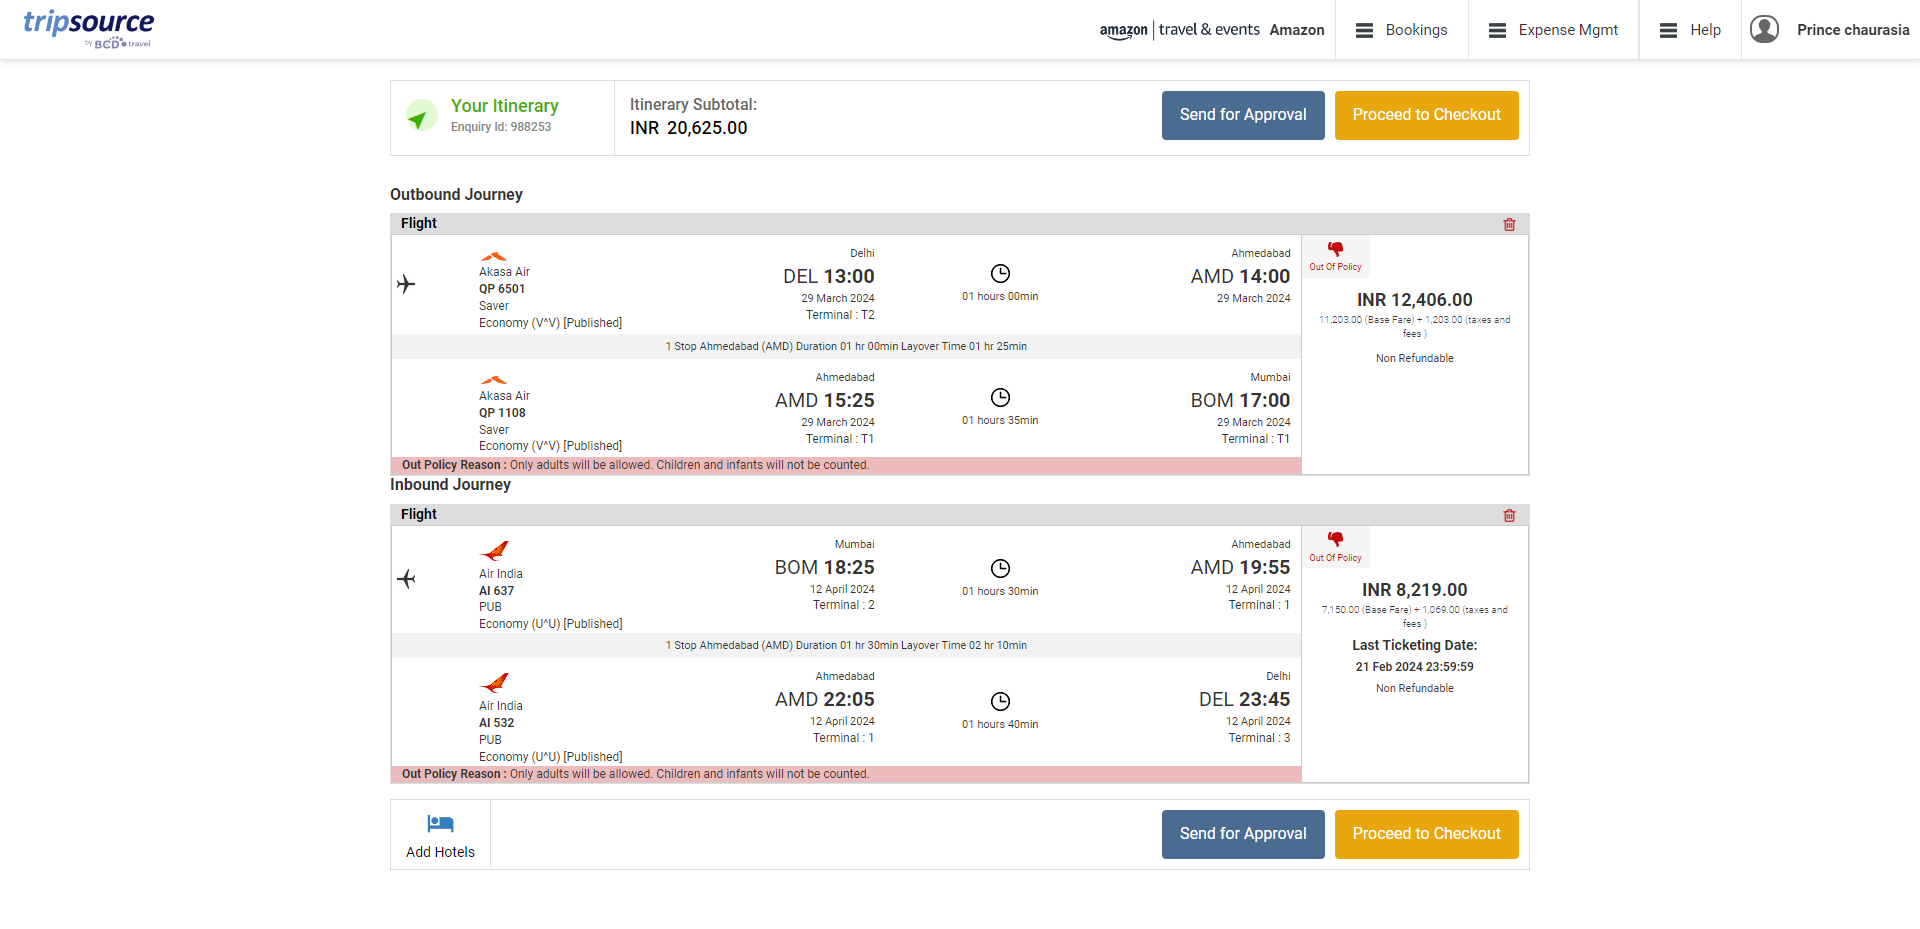 tripsource
by BCD travel
amazon | travel & events Amazon
Bookings
Expense Mgmt
Help
Prince chaurasia
Your Itinerary
Enquiry Id: 988253
Itinerary Subtotal:
INR 20,625.00
Send for Approval
Proceed to Checkout
Outbound Journey
Flight
Akasa Air
QP 6501
Saver
Economy (V^V) [Published]
Delhi
DEL 13:00
29 March 2024
Terminal : T2
01 hours 00min
Ahmedabad
AMD 14:00
29 March 2024
Out Of Policy
INR 12,406.00
11,203.00 (Base Fare) + 1,203.00 (taxes and
fees )
Non Refundable
1 Stop Ahmedabad (AMD) Duration 01 hr 00min Layover Time 01 hr 25min
Akasa Air
QP 1108
Saver
Economy (V^V) [Published]
Ahmedabad
AMD 15:25
29 March 2024
Terminal : T1
01 hours 35min
Mumbai
BOM 17:00
29 March 2024
Terminal : T1
Out Policy Reason : Only adults will be allowed. Children and infants will not be counted.
Inbound Journey
Flight
Air India
AI 637
PUB
Economy (U^U) [Published]
Mumbai
BOM 18:25
12 April 2024
Terminal : 2
01 hours 30min
Ahmedabad
AMD 19:55
12 April 2024
Terminal : 1
Out Of Policy
INR 8,219.00
7,150.00 (Base Fare) + 1,069.00 (taxes and
fees )
Last Ticketing Date:
21 Feb 2024 23:59:59
Non Refundable
1 Stop Ahmedabad (AMD) Duration 01 hr 30min Layover Time 02 hr 10min
Air India
AI 532
PUB
Economy (U^U) [Published]
Ahmedabad
AMD 22:05
12 April 2024
Terminal : 1
01 hours 40min
Delhi
DEL 23:45
12 April 2024
Terminal : 3
Out Policy Reason : Only adults will be allowed. Children and infants will not be counted.
Add Hotels
Send for Approval
Proceed to Checkout